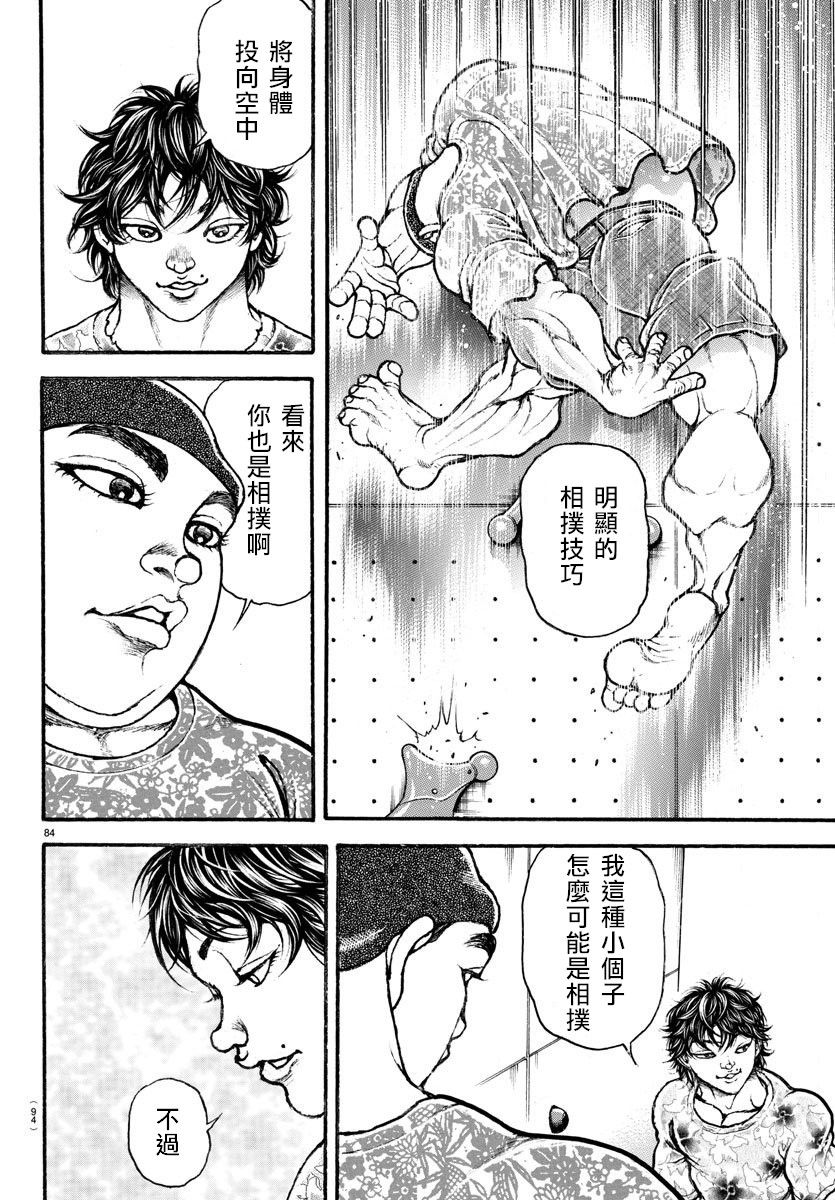 明顯的
相撲技巧
將身體
投向空中
看來
你也是相撲啊
我這種小個子
怎麼可能是相撲
不過
84
(94)